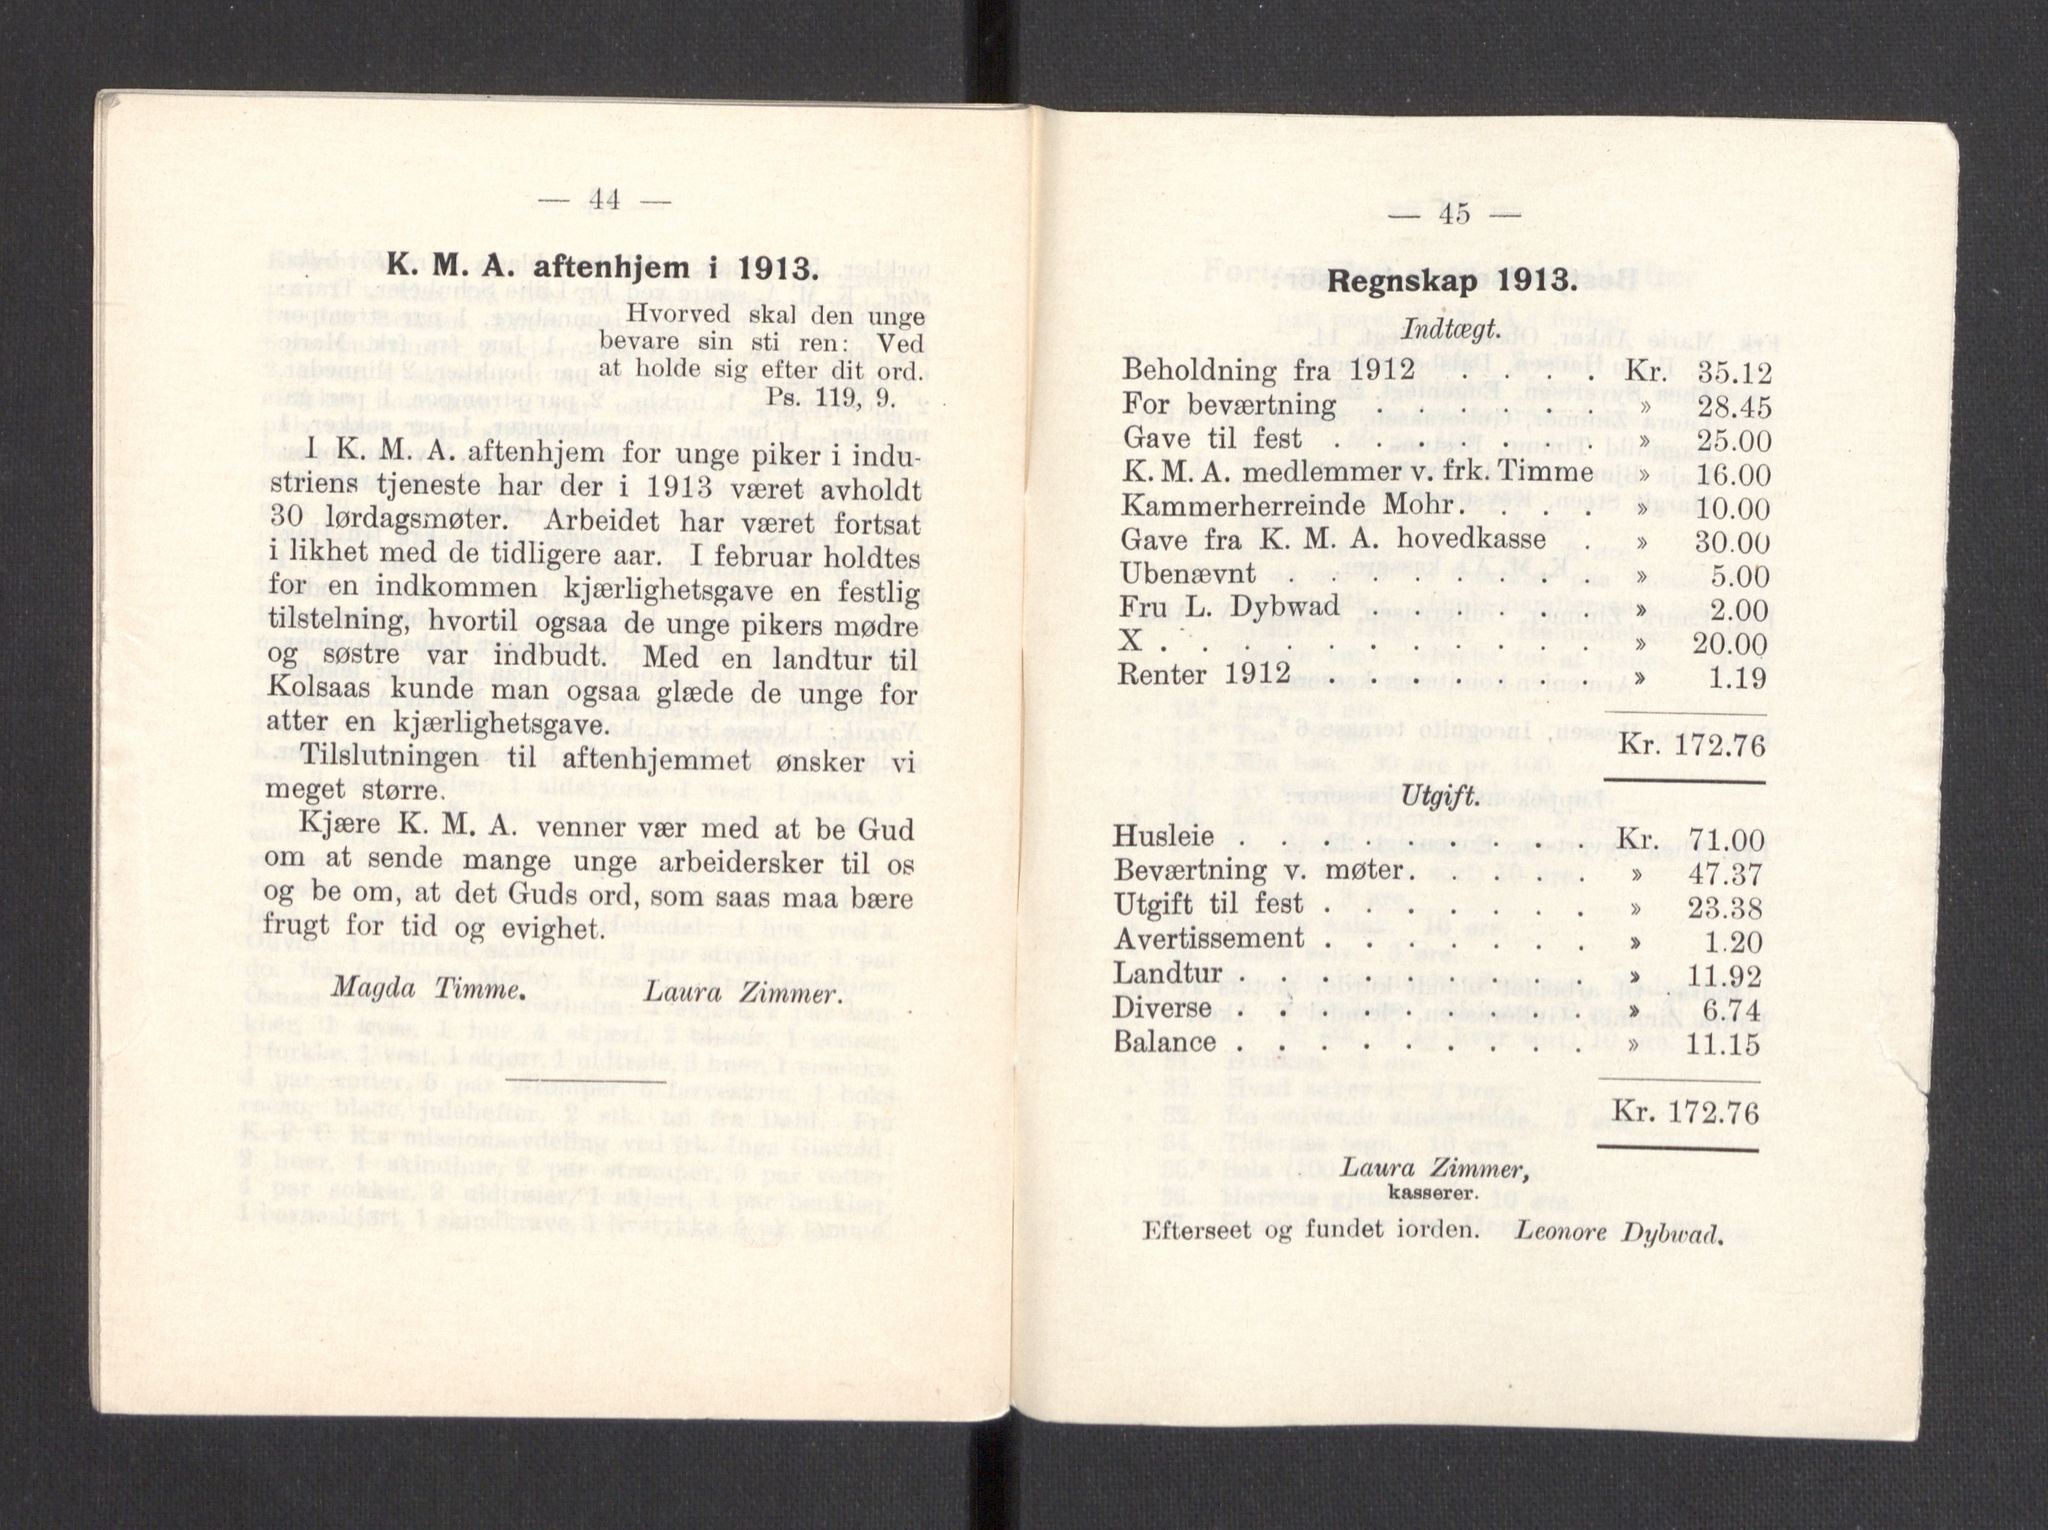 — 44 —
K. M. A. aftenhjem i 1913.
Hvorved skal den unge
bevare sin sti ren: Ved
at holde sig efter dit ord.
Ps. 119, 9.
I K. M. A. aftenhjem for unge piker i indu-
striens tjeneste har der i 1913 været avholdt
30 lørdagsmøter. Arbeidet har været fortsat
i likhet med de tidligere aar. I februar holdtes
for en indkommen kjærlighetsgave en festlig
tilstelning, hvortil ogsaa de unge pikers mødre
og søstre var indbudt. Med en landtur til
Kolsaas kunde man ogsaa glæde de unge for
atter en kjærlighetsgave.
Tilslutningen til aftenhjemmet ønsker vi
meget større.
Kjære K. M. A. venner vær med at be Gud
om at sende mange unge arbeidersker til os
og be om, at det Guds ord, som saas maa bære
frugt for tid og evighet.
Magda Timme. Laura Zimmer.
— 45 —
Regnskap 1913.
Indtægt.
Beholdning fra 1912 . . . . Kr. 35.12
For beværtning . . . . . . » 28.45
Gave til fest . . . . . . . » 25.00
K. M. A. medlemmer v. frk. Timme » 16.00
Kammerherreinde Mohr. . . . » 10.00
Gave fra K. M. A. hovedkasse . » 30.00
Ubenævnt . . . . . . . . » 5.00
Fru L. Dybwad . . . . . . » 2.00
X . . . . . . . . . . . » 20.00
Renter 1912 . . . . . . . » 1.19
Kr. 172.76
Utgift.
Husleie . . . . . . . . . Kr. 71.00
Beværtning v. møter. . . . . » 47.37
Utgift til fest . . . . . . . » 23.38
Avertissement . . . . . . . » 1.20
Landtur . . . . . . . . » 11.92
Diverse . . . . . . . . . » 6.74
Balance . . . . . . . . . » 11.15
Kr. 172.76
Laura Zimmer,
kasserer.
Efterseet og fundet iorden. Leonore Dybwad.